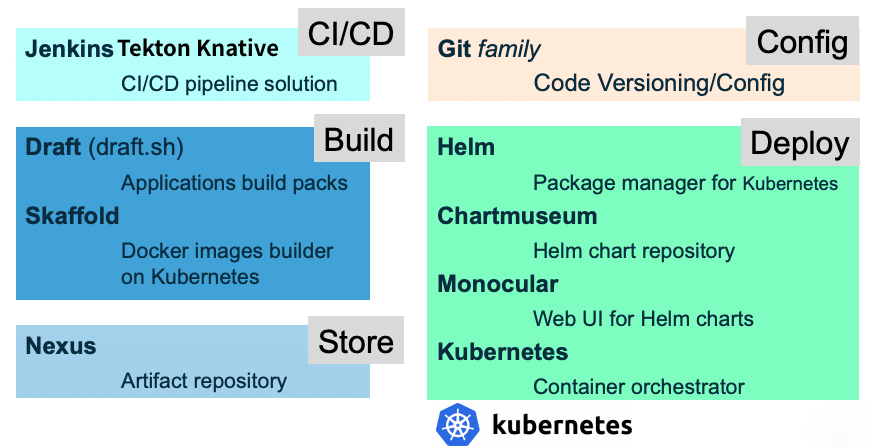 CI/CD
Jenkins Tekton Knative
CI/CD pipeline solution
Build
Draft (draft.sh)
Applications build packs
Skaffold
Docker images builder
on Kubernetes
Store
Nexus
Artifact repository
Config
Git family
Code Versioning/Config
Deploy
Helm
Package manager for Kubernetes
Chartmuseum
Helm chart repository
Monocular
Web UI for Helm charts
Kubernetes
Container orchestrator
kubernetes